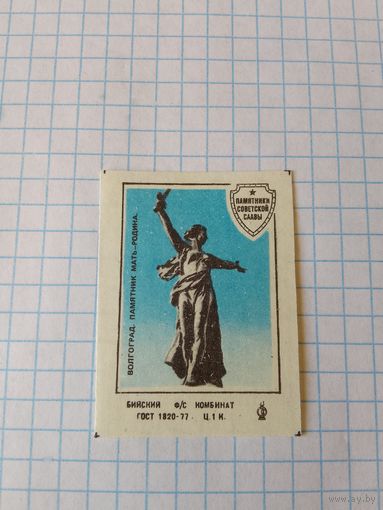 ПАМЯТНИКИ
СОВЕТСКОЙ
СЛАВЫ
ВОЛГОГРАД. ПАМЯТНИК МАТЬ-РОДИНА.
БИЙСКИЙ Ф/С КОМБИНАТ
ГОСТ 1820-77. Ц.1 К.
www.ay.by